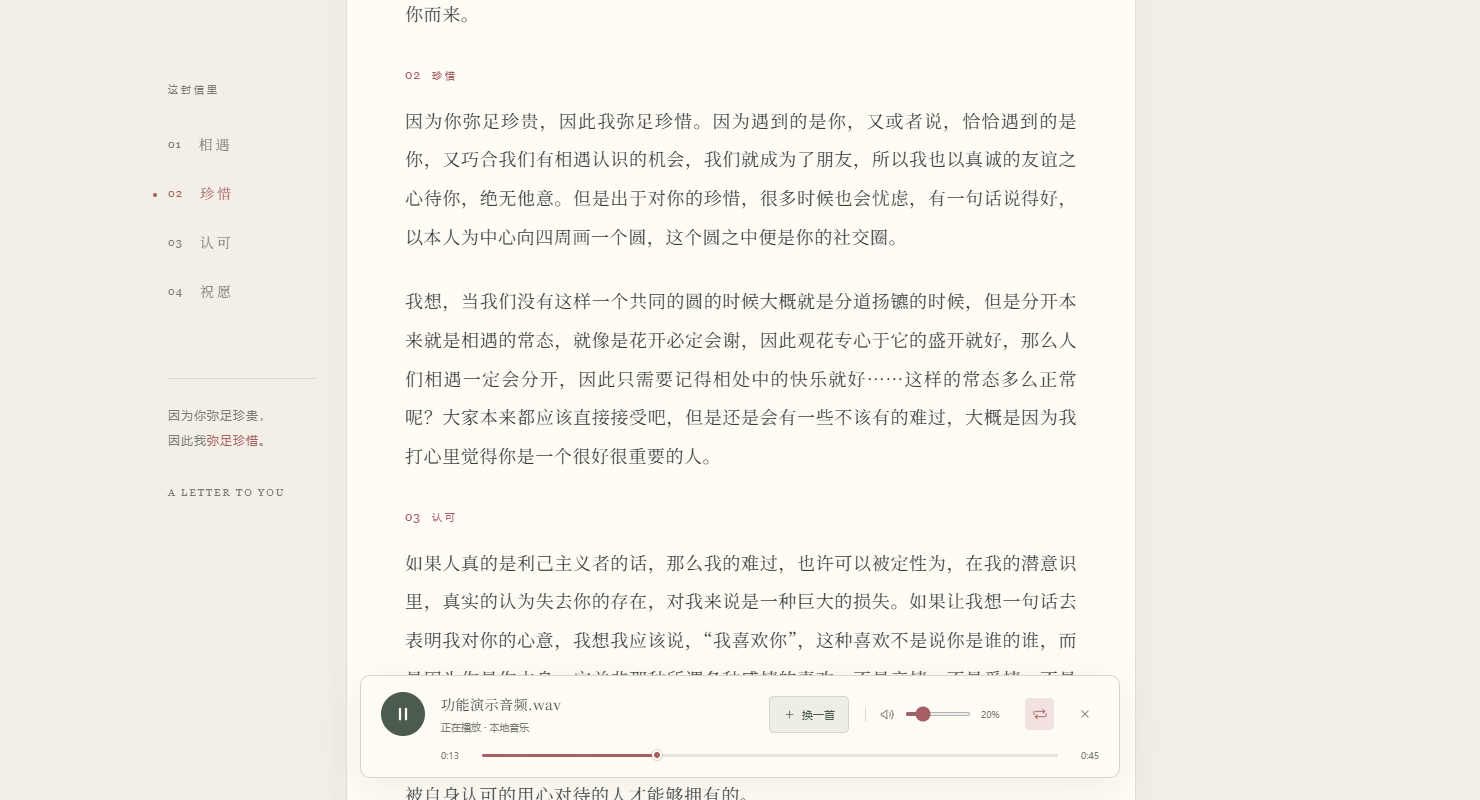 这封信里
01 相遇
02 珍惜
03 认可
04 祝愿
因为你弥足珍贵，
因此我弥足珍惜。
A LETTER TO YOU
你而来。
02 珍惜
因为你弥足珍贵，因此我弥足珍惜。因为遇到的是你，又或者说，恰恰遇到的是
你，又巧合我们有相遇认识的机会，我们就成为了朋友，所以我也以真诚的友谊之
心待你，绝无他意。但是出于对你的珍惜，很多时候也会忧虑，有一句话说得好，
以本人为中心向四周画一个圆，这个圆之中便是你的社交圈。
我想，当我们没有这样一个共同的圆的时候大概就是分道扬镳的时候，但是分开本
来就是相遇的常态，就像是花开必定会谢，因此观花专心于它的盛开就好，那么人
们相遇一定会分开，因此只需要记得相处中的快乐就好……这样的常态多么正常
呢？大家本来都应该直接接受吧，但是还是会有一些不该有的难过，大概是因为我
打心里觉得你是一个很好很重要的人。
03 认可
如果人真的是利己主义者的话，那么我的难过，也许可以被定性为，在我的潜意识
里，真实的认为失去你的存在，对我来说是一种巨大的损失。如果让我想一句话去
表明我对你的心意，我想我应该说，“我喜欢你”，这种喜欢不是说你是谁的谁，而
功能演示音频.wav
正在播放 · 本地音乐
+ 换一首
20%
×
0:13
0:45
被自身认可的用心对待的人才能够拥有的。